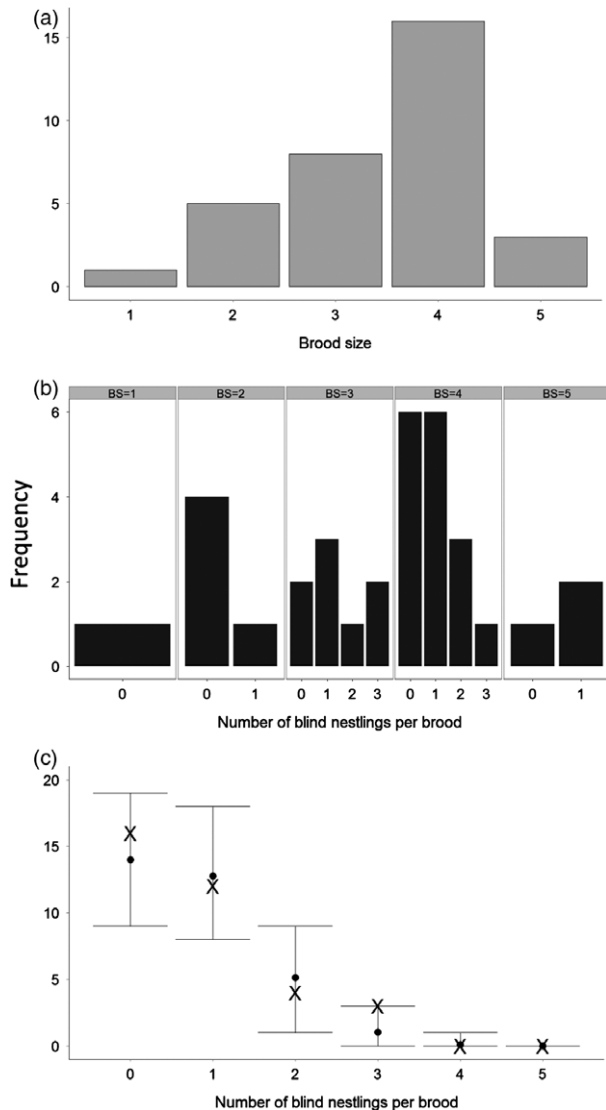 (a)
15
10
5
0
1 2 3 4 5
Brood size
(b)
BS=1 BS=2 BS=3 BS=4 BS=5
6
4
2
0
Frequency
0 0 1 0 1 2 3 0 1 2 3 0 1
Number of blind nestlings per brood
(c)
20
15
10
5
0
0 1 2 3 4 5
Number of blind nestlings per brood